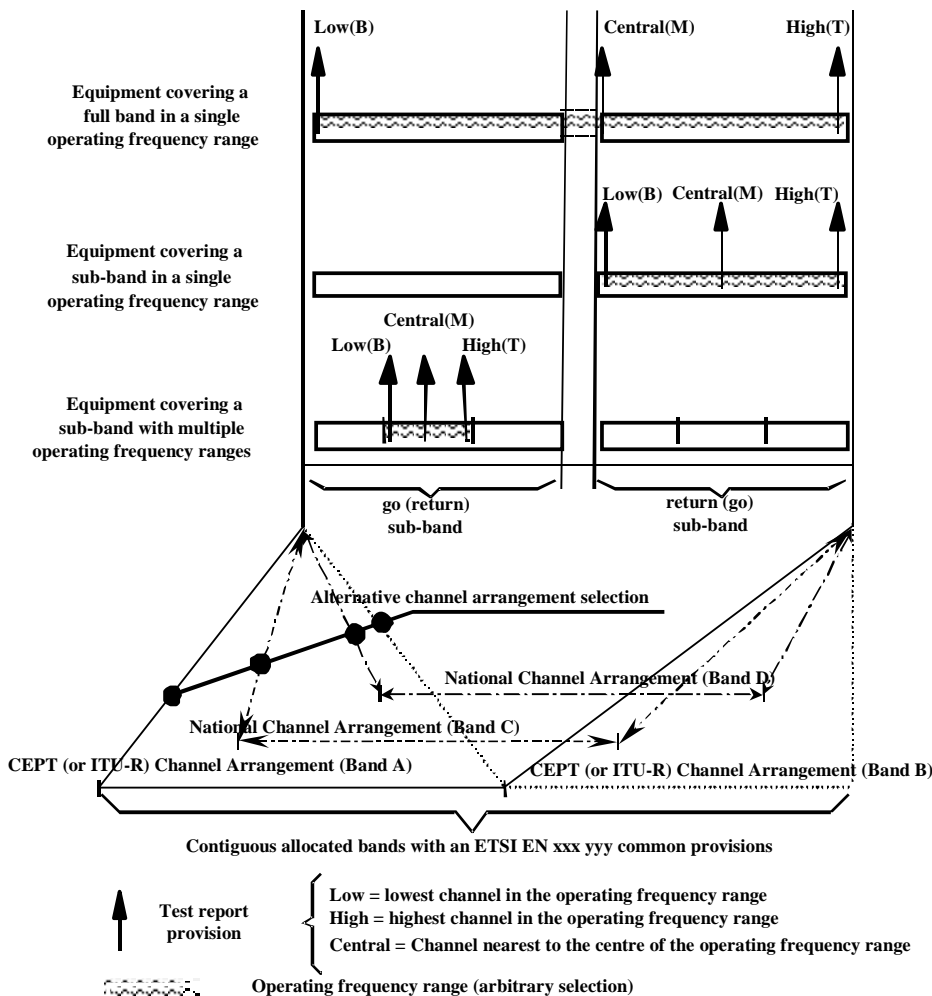 Low(B)
Central(M)
High(T)
Equipment covering a
full band in a single
operating frequency range
Low(B)
Central(M)
High(T)
Equipment covering a
sub-band in a single
operating frequency range
Central(M)
Low(B)
High(T)
Equipment covering a
sub-band with multiple
operating frequency ranges
go (return)
sub-band
return (go)
sub-band
Alternative channel arrangement selection
National Channel Arrangement (Band D)
National Channel Arrangement (Band C)
CEPT (or ITU-R) Channel Arrangement (Band A)
CEPT (or ITU-R) Channel Arrangement (Band B)
Contiguous allocated bands with an ETSI EN xxx yyy common provisions
Test report
provision
Low = lowest channel in the operating frequency range
High = highest channel in the operating frequency range
Central = Channel nearest to the centre of the operating frequency range
Operating frequency range (arbitrary selection)